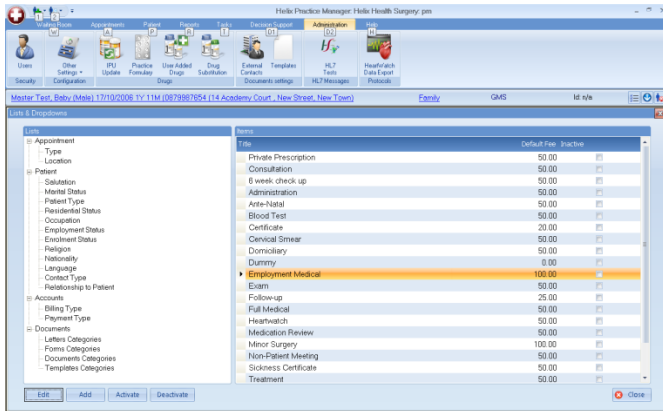 Helix Practice Manager: Helix Health Surgery: pm
1 2
Waiting Room Appointments Patient Reports Tasks Decision Support Administration Help
W A P R T D1 D2 H
Users Other Settings IPU Update Practice Formulary User Added Drugs Drug Substitution External Contacts Templates HL7 Tests Heartwatch Data Export
Security Configuration Drugs Documents settings HL7 Messages Protocols
Master Test, Baby (Male) 17/10/2006 1Y 11M (0879987654 (14 Academy Court , New Street, New Town) Family GMS Id: n/a
Lists & Dropdowns
Lists
Appointment
Type
Location
Patient
Salutation
Marital Status
Patient Type
Residential Status
Occupation
Employment Status
Enrolment Status
Religion
Nationality
Language
Contact Type
Relationship to Patient
Accounts
Billing Type
Payment Type
Documents
Letters Categories
Forms Categories
Documents Categories
Templates Categories
Items
Title Default Fee Inactive
Private Prescription 50.00
Consultation 50.00
6 week check up 50.00
Administration 50.00
Ante-Natal 50.00
Blood Test 50.00
Certificate 20.00
Cervical Smear 50.00
Domiciliary 50.00
Dummy 0.00
Employment Medical 100.00
Exam 50.00
Follow-up 25.00
Full Medical 50.00
Heartwatch 50.00
Medication Review 50.00
Minor Surgery 100.00
Non-Patient Meeting 50.00
Sickness Certificate 50.00
Treatment 50.00
Edit Add Activate Deactivate Close